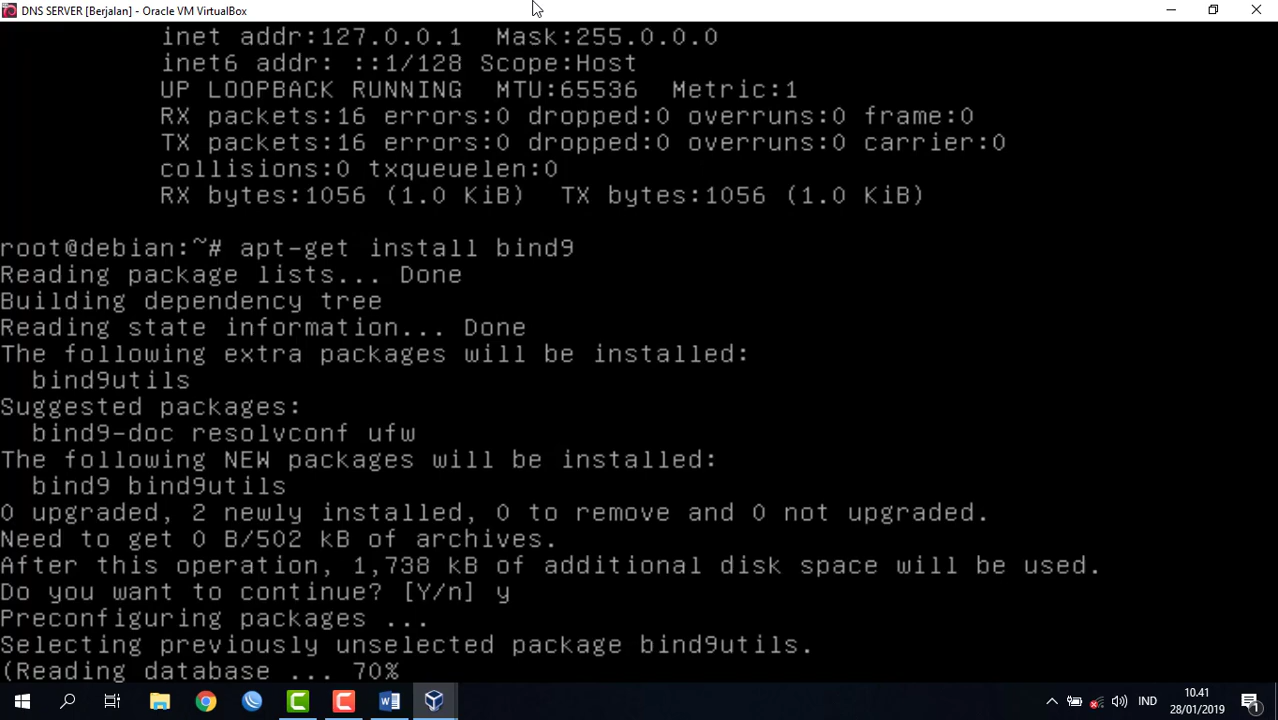 DNS SERVER [Berjalan] - Oracle VM VirtualBox
inet addr:127.0.0.1 Mask:255.0.0.0
inet6 addr: ::1/128 Scope:Host
UP LOOPBACK RUNNING MTU:65536 Metric:1
RX packets:16 errors:0 dropped:0 overruns:0 frame:0
TX packets:16 errors:0 dropped:0 overruns:0 carrier:0
collisions:0 txqueuelen:0
RX bytes:1056 (1.0 KiB) TX bytes:1056 (1.0 KiB)
root@debian:~# apt-get install bind9
Reading package lists... Done
Building dependency tree
Reading state information... Done
The following extra packages will be installed:
bind9utils
Suggested packages:
bind9-doc resolvconf ufw
The following NEW packages will be installed:
bind9 bind9utils
0 upgraded, 2 newly installed, 0 to remove and 0 not upgraded.
Need to get 0 B/502 kB of archives.
After this operation, 1,738 kB of additional disk space will be used.
Do you want to continue? [Y/n] y
Preconfiguring packages ...
Selecting previously unselected package bind9utils.
(Reading database ... 70%
IND
10.41
28/01/2019
1